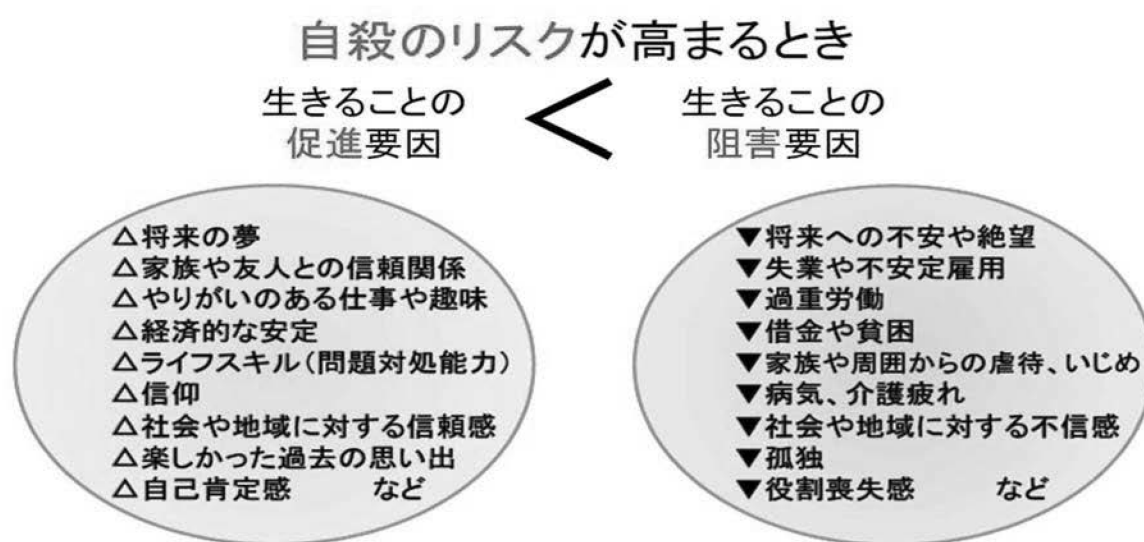 自殺のリスクが高まるとき
生きることの
促進要因
<
生きることの
阻害要因
△将来の夢
△家族や友人との信頼関係
△やりがいのある仕事や趣味
△経済的な安定
△ライフスキル(問題対処能力)
△信仰
△社会や地域に対する信頼感
△楽しかった過去の思い出
△自己肯定感 など
▼将来への不安や絶望
▼失業や不安定雇用
▼過重労働
▼借金や貧困
▼家族や周囲からの虐待、いじめ
▼病気、介護疲れ
▼社会や地域に対する不信感
▼孤独
▼役割喪失感 など